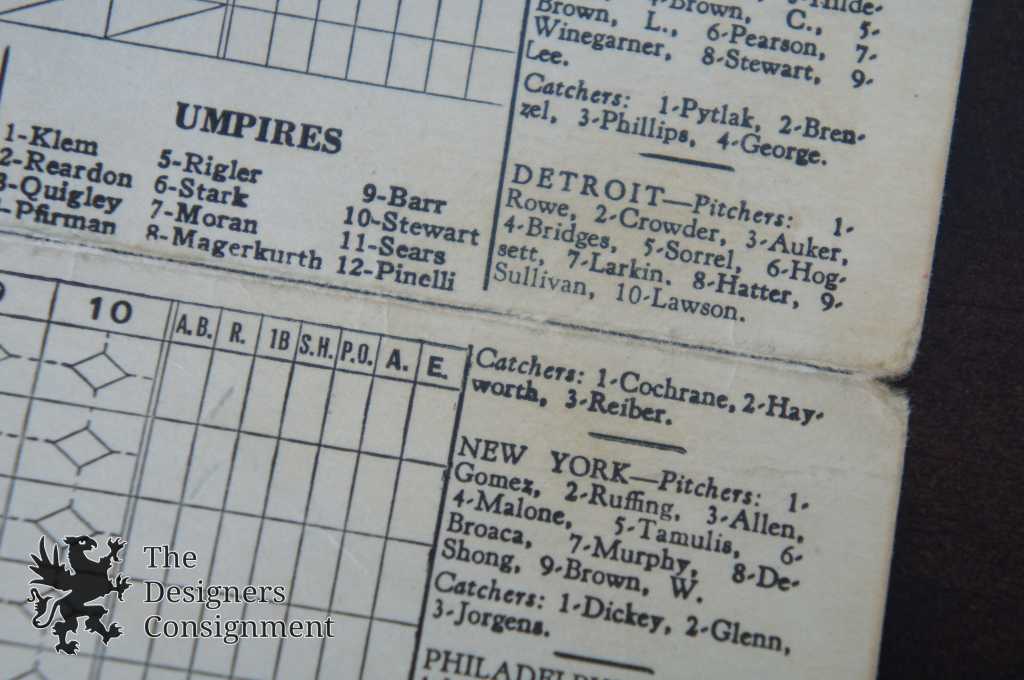 Brown, C., 5-
Brown, L., 6-Pearson, 7-
Winegarner, 8-Stewart, 9-
Lee.
Catchers: 1-Pytlak, 2-Bren-
zel, 3-Phillips, 4-George.
UMPIRES
1-Klem
2-Reardon
3-Quigley
-Pfirman
5-Rigler
6-Stark
7-Moran
8-Magerkurth
9-Barr
10-Stewart
11-Sears
12-Pinelli
DETROIT—Pitchers: 1-
Rowe, 2-Crowder, 3-Auker,
4-Bridges, 5-Sorrel, 6-Hog-
sett, 7-Larkin. 8-Hatter, 9-
Sullivan, 10-Lawson.
10
A.B. R. 1B S.H. P.O. A. E.
Catchers: 1-Cochrane, 2-Hay-
worth, 3-Reiber.
NEW YORK—Pitchers: 1-
Gomez, 2-Ruffing, 3-Allen,
4-Malone, 5-Tamulis, 6-
Broaca, 7-Murphy, 8-De-
Shong, 9-Brown, W.
Catchers: 1-Dickey, 2-Glenn,
3-Jorgens.
The
Designers
Consignment